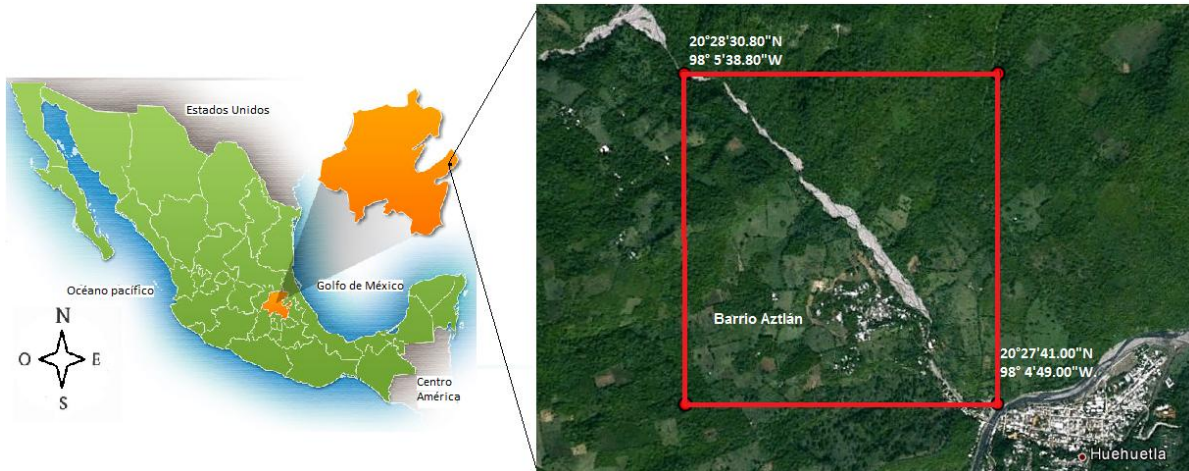 Estados Unidos
Océano pacífico
Golfo de México
Centro
América
N
O
E
S
20°28'30.80"N
98° 5'38.80"W
Barrio Aztlán
20°27'41.00"N
98° 4'49.00"W
Huehuetla